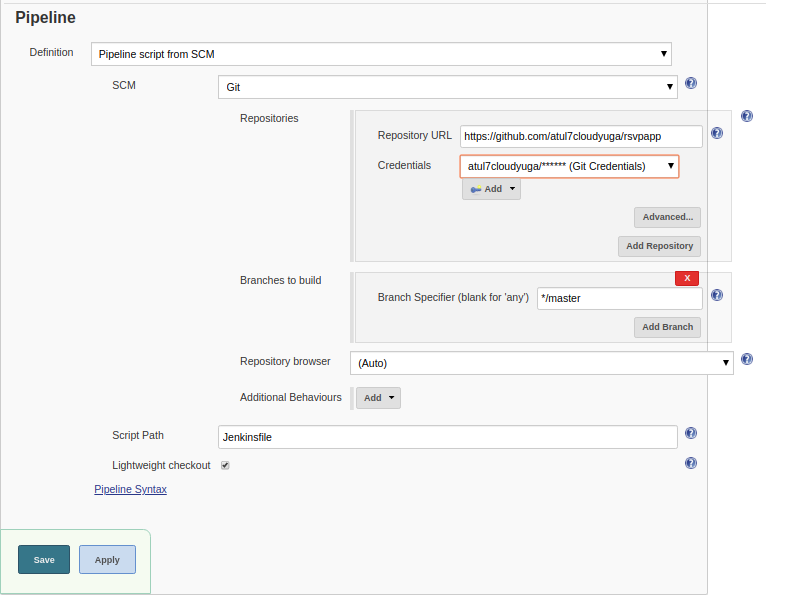 Pipeline
Definition
Pipeline script from SCM
SCM
Git
Repositories
Repository URL
https://github.com/atul7cloudyuga/rsvpapp
Credentials
atul7cloudyuga/****** (Git Credentials)
Add
Advanced...
Add Repository
Branches to build
X
Branch Specifier (blank for 'any')
*/master
Add Branch
Repository browser
(Auto)
Additional Behaviours
Add
Script Path
Jenkinsfile
Lightweight checkout
Pipeline Syntax
Save
Apply